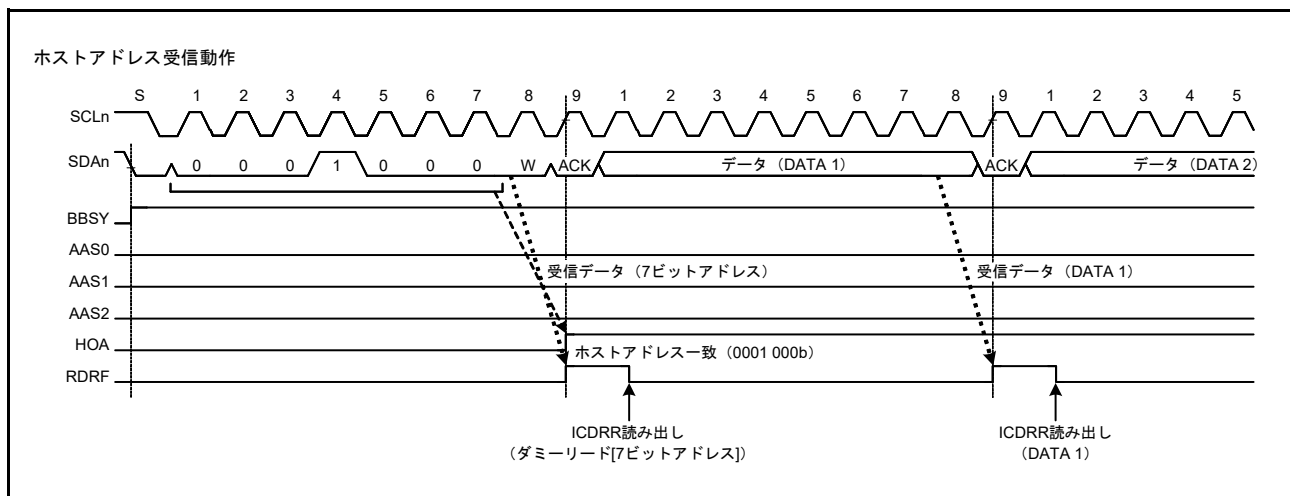 ホストアドレス受信動作
S 1 2 3 4 5 6 7 8 9 1 2 3 4 5 6 7 8 9 1 2 3 4 5
SCLn
SDAn 0 0 0 1 0 0 0 W ACK データ（DATA 1） ACK データ（DATA 2）
BBSY
AAS0
受信データ（7ビットアドレス） 受信データ（DATA 1）
AAS1
AAS2
HOA
ホストアドレス一致（0001 000b）
RDRF
ICDRR読み出し
（ダミーリード[7ビットアドレス]）
ICDRR読み出し
（DATA 1）